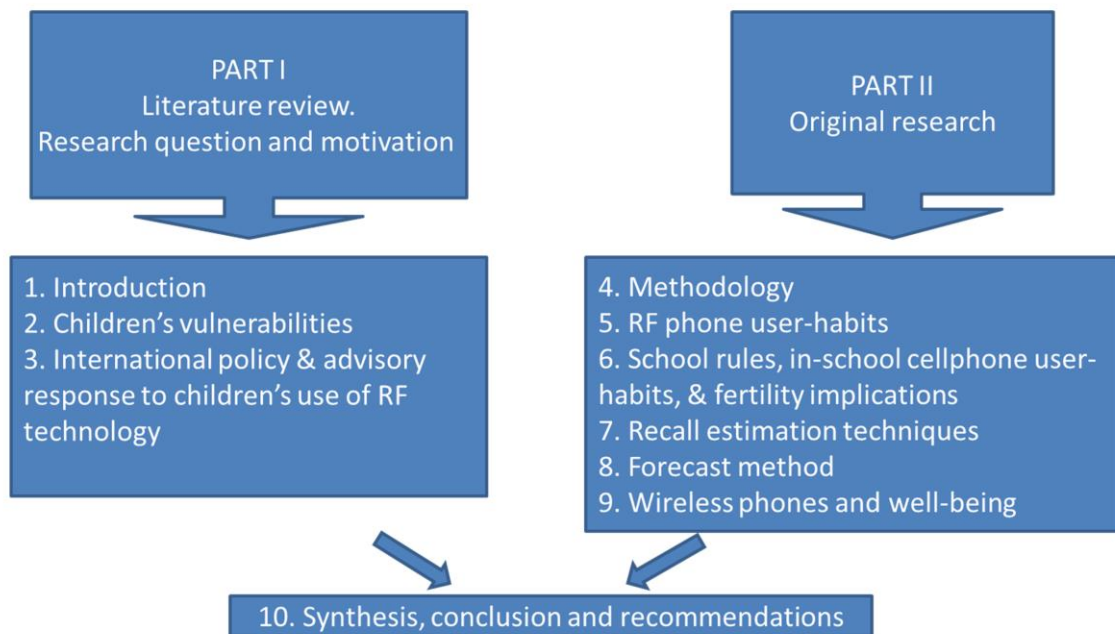 PART I
Literature review.
Research question and motivation
PART II
Original research
1. Introduction
2. Children’s vulnerabilities
3. International policy & advisory
response to children’s use of RF
technology
4. Methodology
5. RF phone user-habits
6. School rules, in-school cellphone user-
habits, & fertility implications
7. Recall estimation techniques
8. Forecast method
9. Wireless phones and well-being
10. Synthesis, conclusion and recommendations